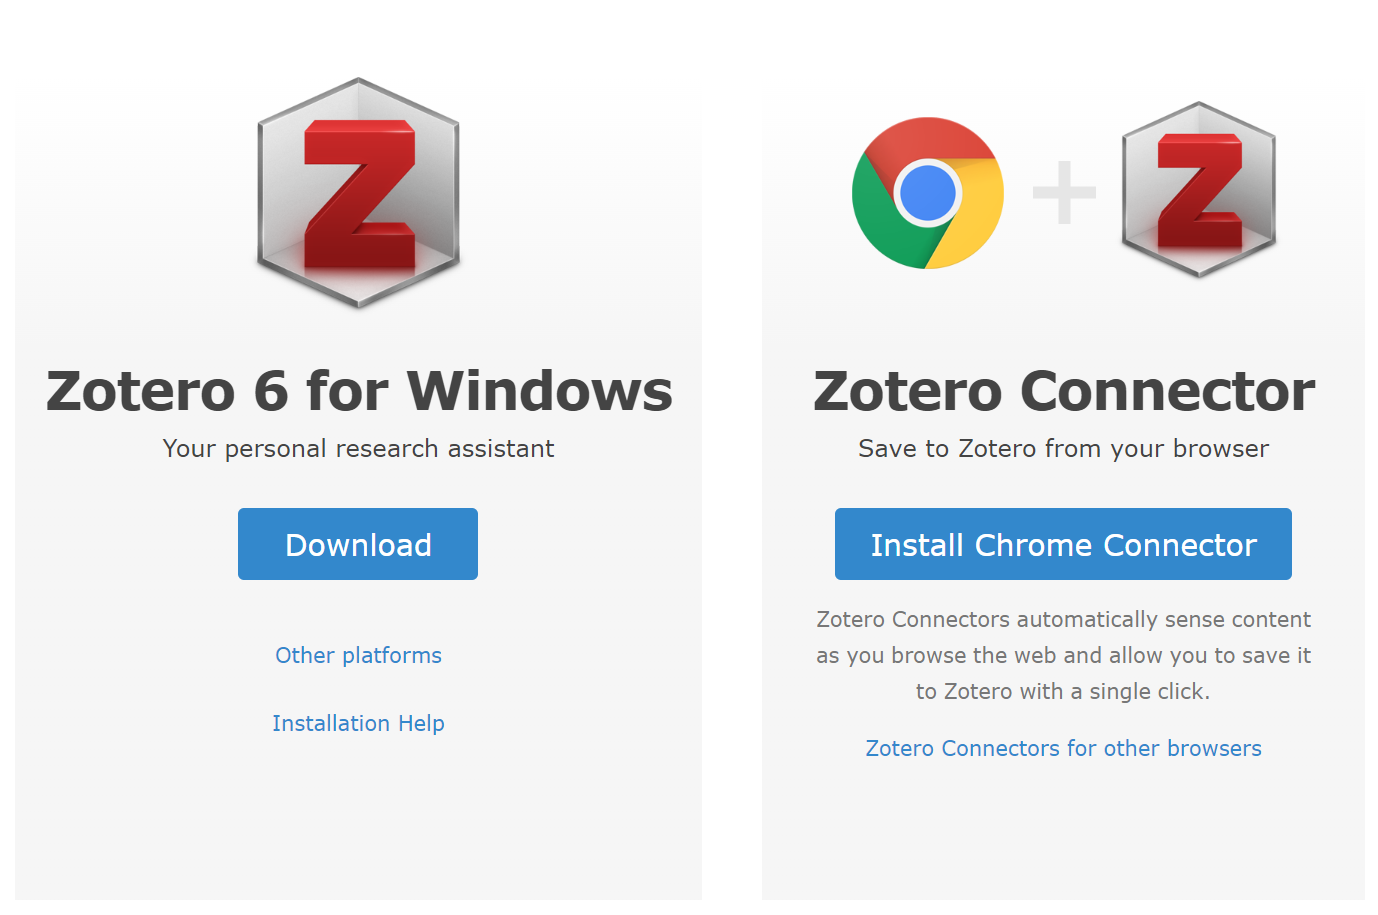 Z
Zotero 6 for Windows
Your personal research assistant
Download
Other platforms
Installation Help
Z
Zotero Connector
Save to Zotero from your browser
Install Chrome Connector
Zotero Connectors automatically sense content
as you browse the web and allow you to save it
to Zotero with a single click.
Zotero Connectors for other browsers